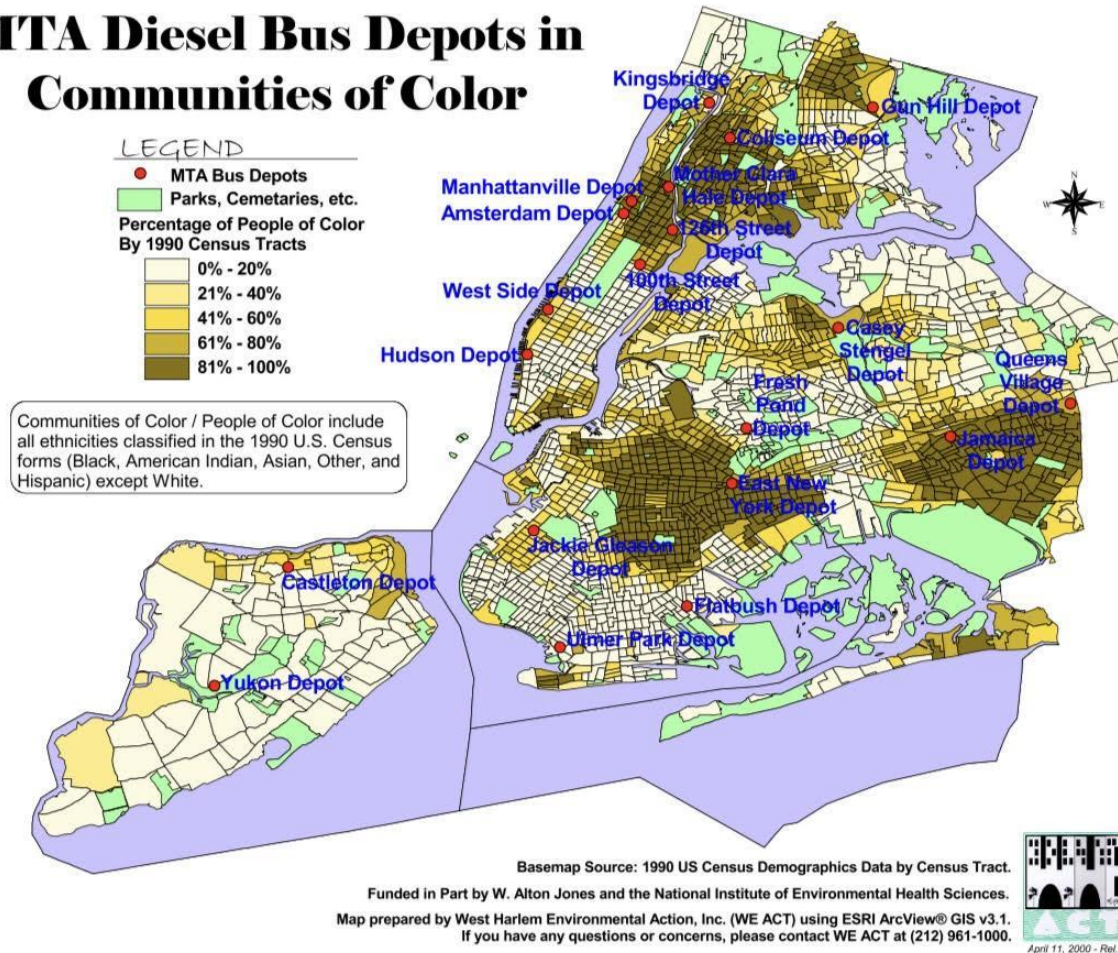 MTA Diesel Bus Depots in
Communities of Color
LEGEND
MTA Bus Depots
Parks, Cemetaries, etc.
Percentage of People of Color
By 1990 Census Tracts
0% - 20%
21% - 40%
41% - 60%
61% - 80%
81% - 100%
Communities of Color / People of Color include
all ethnicities classified in the 1990 U.S. Census
forms (Black, American Indian, Asian, Other, and
Hispanic) except White.
Kingsbridge
Depot
Gun Hill Depot
Coliseum Depot
Mother Clara
Hale Depot
Manhattanville Depot
Amsterdam Depot
126th Street
Depot
100th Street
Depot
West Side Depot
Hudson Depot
Casey
Stengel
Depot
Queens
Village
Depot
Fresh
Pond
Depot
Jamaica
Depot
East New
York Depot
Jackie Gleason
Depot
Castleton Depot
Flatbush Depot
Ulmer Park Depot
Yukon Depot
N
W
E
S
Basemap Source: 1990 US Census Demographics Data by Census Tract.
Funded in Part by W. Alton Jones and the National Institute of Environmental Health Sciences.
Map prepared by West Harlem Environmental Action, Inc. (WE ACT) using ESRI ArcView® GIS v3.1.
If you have any questions or concerns, please contact WE ACT at (212) 961-1000.
ACT
April 11, 2000 - Rel.